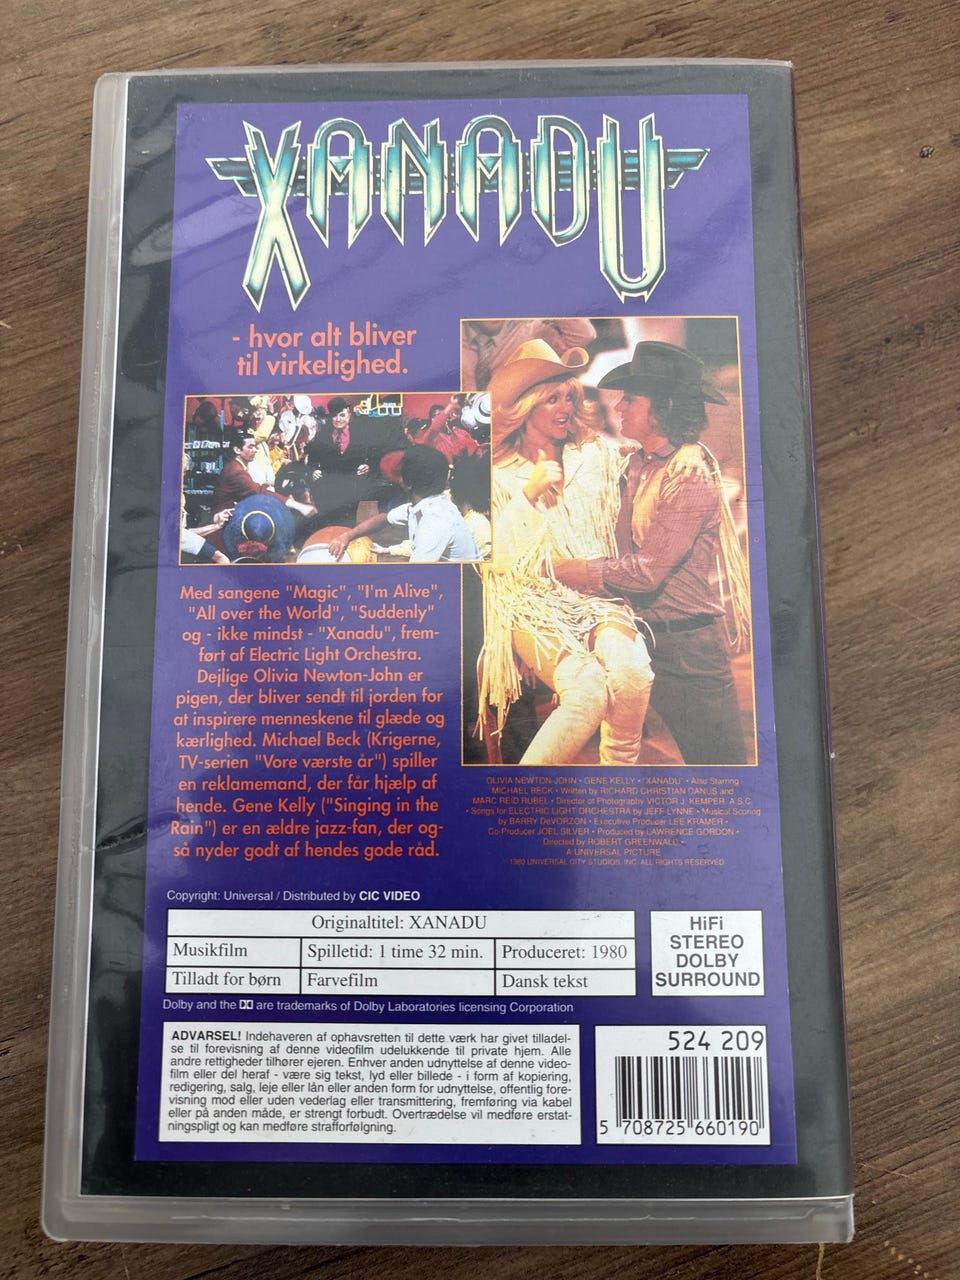 XANADU
- hvor alt bliver
til virkelighed.
Med sangene "Magic", "I'm Alive",
"All over the World", "Suddenly"
og - ikke mindst - "Xanadu", frem-
ført af Electric Light Orchestra.
Dejlige Olivia Newton-John er
pigen, der bliver sendt til jorden for
at inspirere menneskene til glæde og
kærlighed. Michael Beck (Krigerne,
TV-serien "Vore værste år") spiller
en reklamemand, der får hjælp af
hende. Gene Kelly ("Singing in the
Rain") er en ældre jazz-fan, der og-
så nyder godt af hendes gode råd.
OLIVIA NEWTON JOHN • GENE KELLY • "XANADU" • Also Starring
MICHAEL BECK • Written by RICHARD CHRISTIAN DANUS and
MARC REID RUBEL • Director of Photography VICTOR J. KEMPER, A.S.C.
• Songs for ELECTRIC LIGHT ORCHESTRA by JEFF LYNNE • Musical Scoring
by BARRY DeVORZON • Executive Producer LEE KRAMER •
Co-Producer JOEL SILVER • Produced by LAWRENCE GORDON •
Directed by ROBERT GREENWALD •
A UNIVERSAL PICTURE
©1980 UNIVERSAL CITY STUDIOS, INC. ALL RIGHTS RESERVED
Copyright: Universal / Distributed by CIC VIDEO
Originaltitel: XANADU
Musikfilm Spilletid: 1 time 32 min. Produceret: 1980
Tilladt for børn Farvefilm Dansk tekst
HiFi
STEREO
DOLBY
SURROUND
Dolby and the are trademarks of Dolby Laboratories licensing Corporation
ADVARSEL! Indehaveren af ophavsretten til dette værk har givet tilladel-
se til forevisning af denne videofilm udelukkende til private hjem. Alle
andre rettigheder tilhører ejeren. Enhver anden udnyttelse af denne video-
film eller del heraf - være sig tekst, lyd eller billede - i form af kopiering,
redigering, salg, leje eller lån eller anden form for udnyttelse, offentlig fore-
visning mod eller uden vederlag eller transmittering, fremføring via kabel
eller på anden måde, er strengt forbudt. Overtrædelse vil medføre erstat-
ningspligt og kan medføre strafforfølgning.
524 209
5 708725 660190